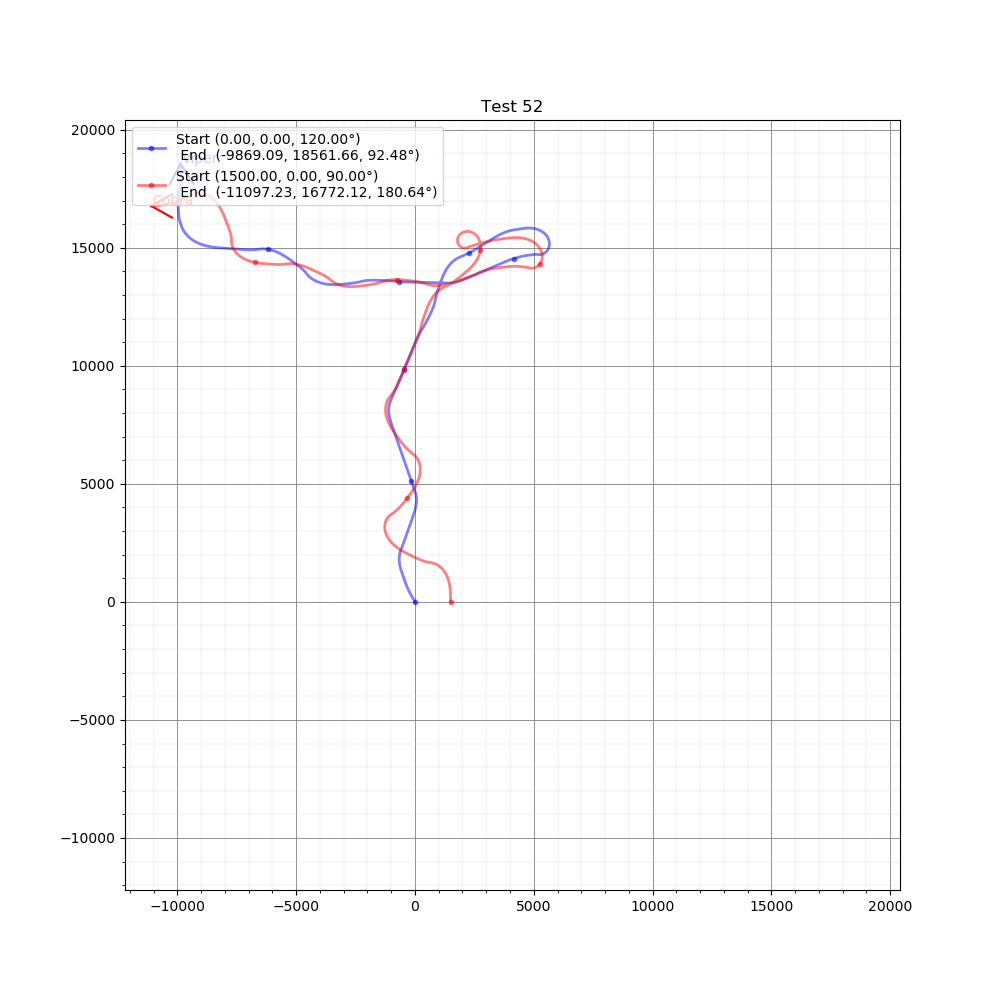 Test 52
Start (0.00, 0.00, 120.00°)
End  (-9869.09, 18561.66, 92.48°)
Start (1500.00, 0.00, 90.00°)
End  (-11097.23, 16772.12, 180.64°)
Viper
Cobra
20000
15000
10000
5000
0
−5000
−10000
−10000 −5000 0 5000 10000 15000 20000